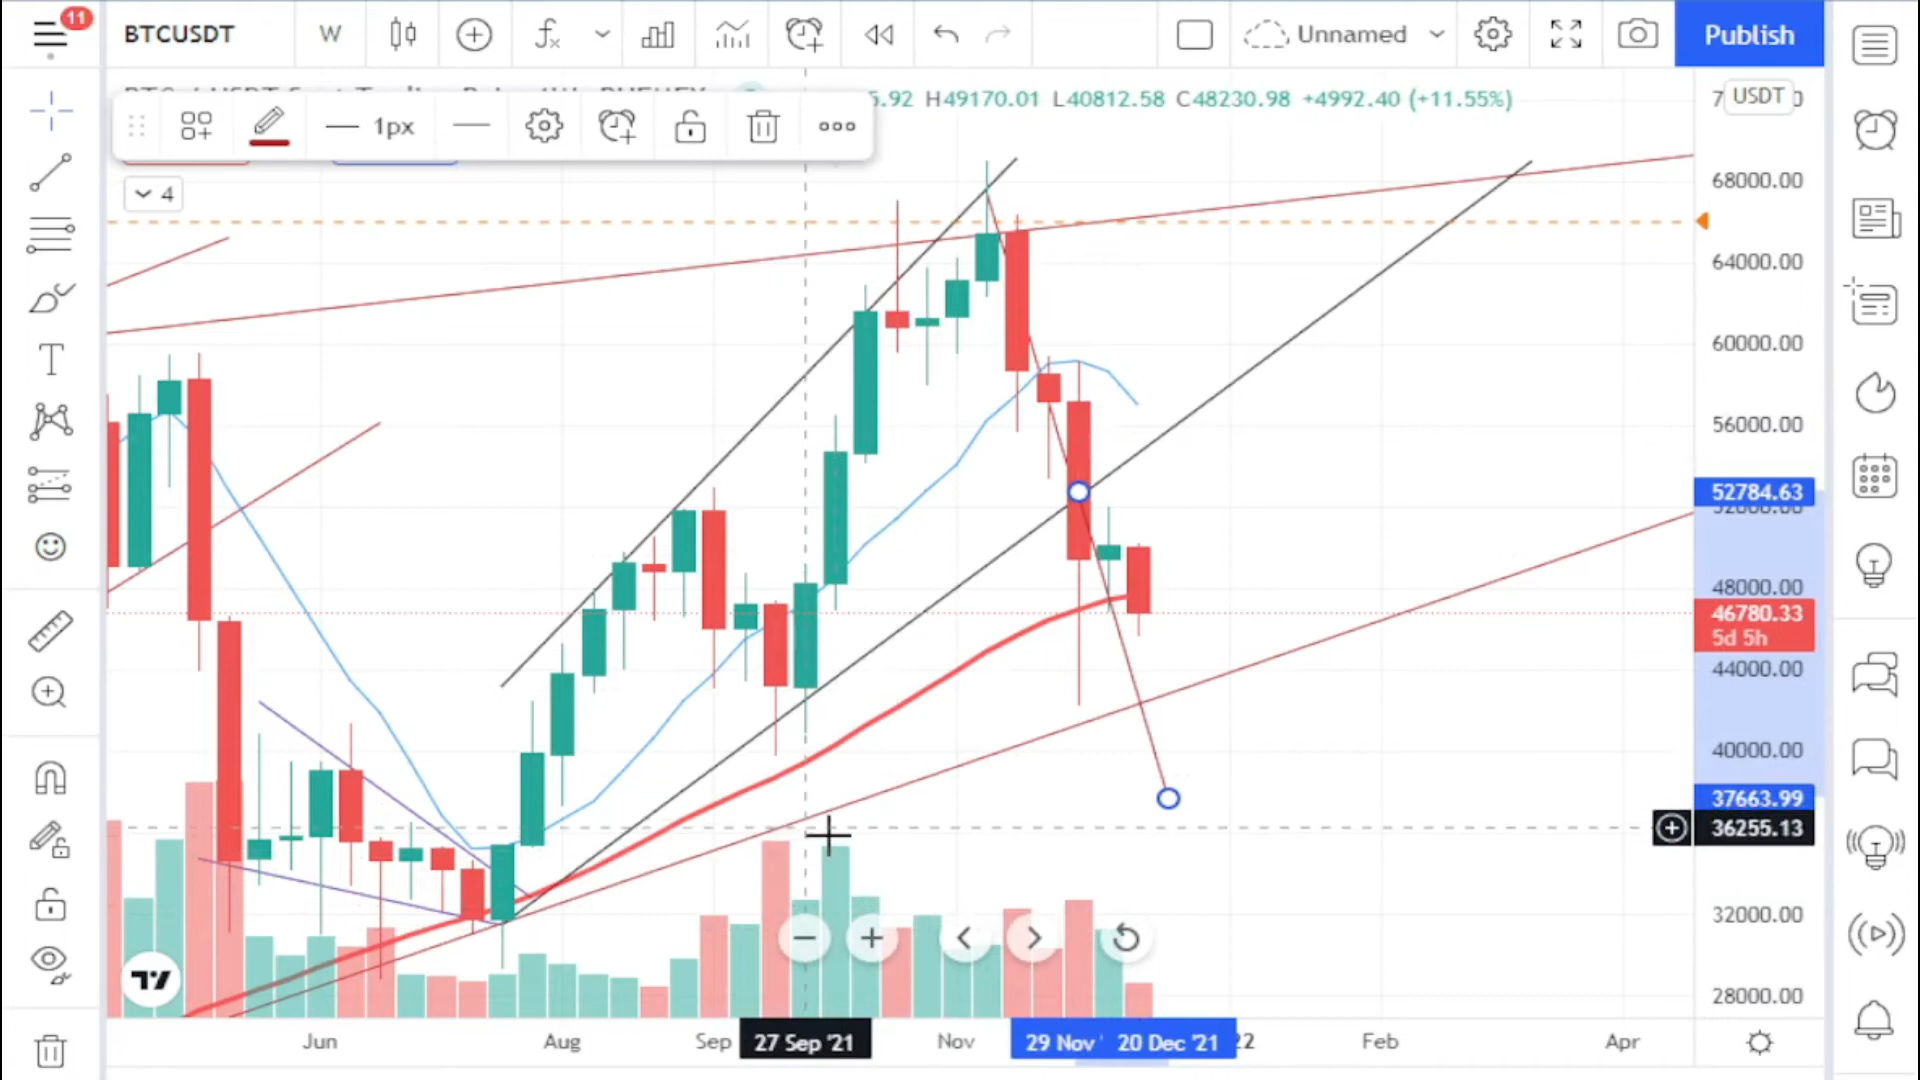 11
BTCUSDT
W
Unnamed
Publish
5.92 H49170.01 L40812.58 C48230.98 +4992.40 (+11.55%)
USDT
1px
4
68000.00
64000.00
60000.00
56000.00
52784.63
52000.00
48000.00
46780.33
5d 5h
44000.00
40000.00
37663.99
36255.13
32000.00
28000.00
Jun
Aug
Sep
27 Sep '21
Nov
29 Nov '
20 Dec '21
22
Feb
Apr